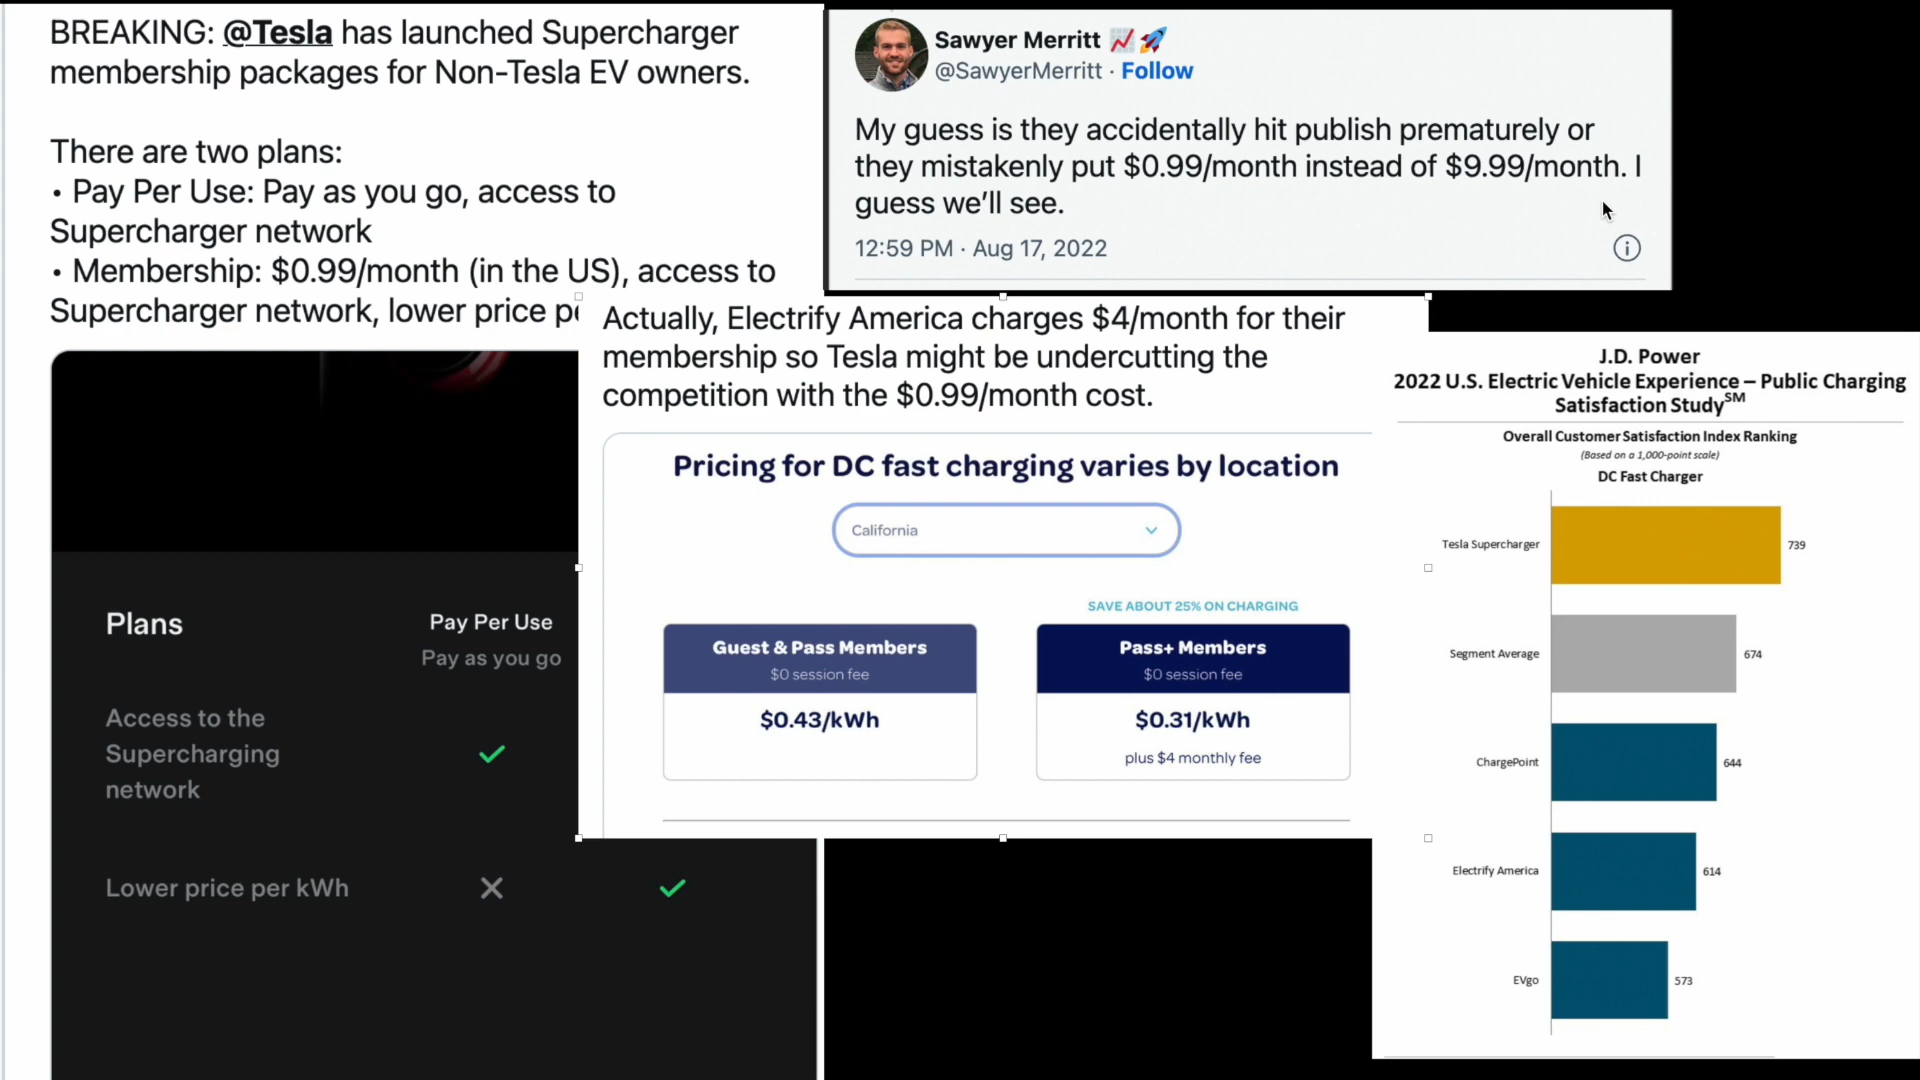 BREAKING: @Tesla has launched Supercharger
membership packages for Non-Tesla EV owners.
There are two plans:
• Pay Per Use: Pay as you go, access to
Supercharger network
• Membership: $0.99/month (in the US), access to
Supercharger network, lower price
Plans
Pay Per Use
Pay as you go
Access to the
Supercharging
network
Lower price per kWh
Sawyer Merritt
@SawyerMerritt · Follow
My guess is they accidentally hit publish prematurely or
they mistakenly put $0.99/month instead of $9.99/month. I
guess we’ll see.
12:59 PM · Aug 17, 2022
Actually, Electrify America charges $4/month for their
membership so Tesla might be undercutting the
competition with the $0.99/month cost.
Pricing for DC fast charging varies by location
California
Guest & Pass Members
$0 session fee
$0.43/kWh
SAVE ABOUT 25% ON CHARGING
Pass+ Members
$0 session fee
$0.31/kWh
plus $4 monthly fee
J.D. Power
2022 U.S. Electric Vehicle Experience – Public Charging
Satisfaction StudySM
Overall Customer Satisfaction Index Ranking
(Based on a 1,000-point scale)
DC Fast Charger
Tesla Supercharger 739
Segment Average 674
ChargePoint 644
Electrify America 614
EVgo 573